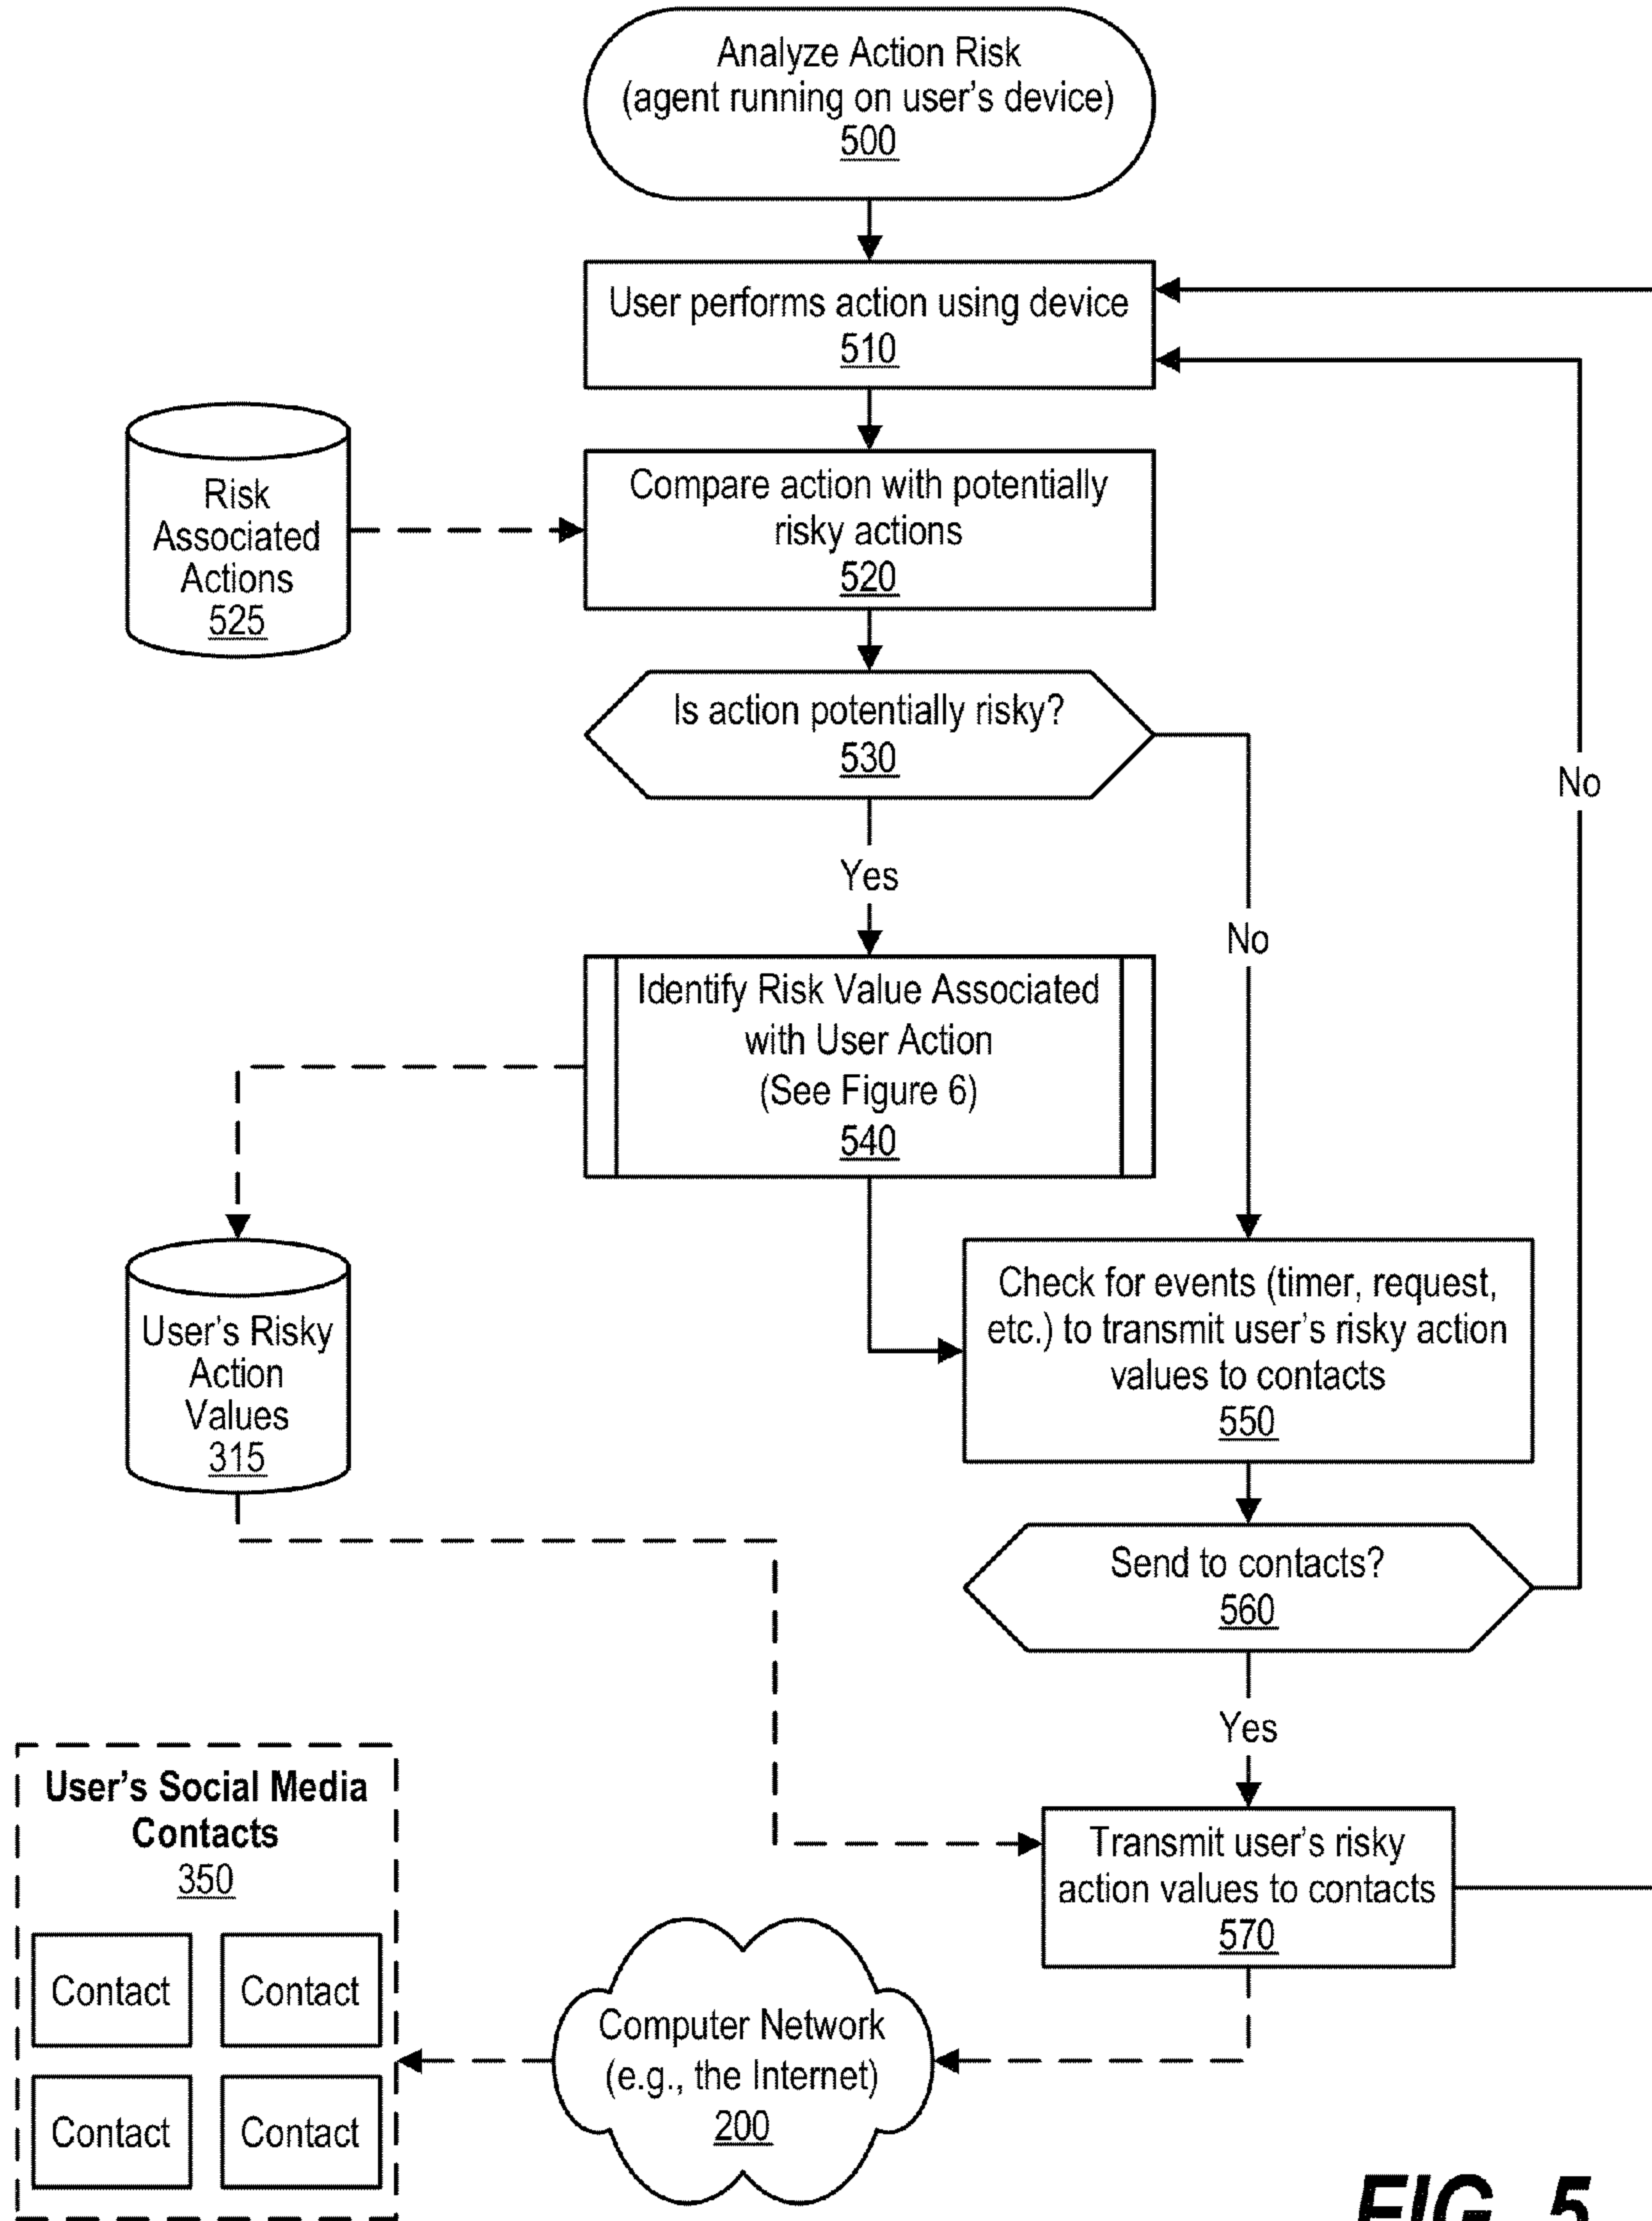 Analyze Action Risk
(agent running on user's device)
500
User performs action using device
510
Risk
Associated
Actions
525
Compare action with potentially
risky actions
520
Is action potentially risky?
530
Yes
No
No
Identify Risk Value Associated
with User Action
(See Figure 6)
540
User's Risky
Action
Values
315
Check for events (timer, request,
etc.) to transmit user's risky action
values to contacts
550
Send to contacts?
560
Yes
Transmit user's risky
action values to contacts
570
User's Social Media
Contacts
350
Contact
Contact
Contact
Contact
Computer Network
(e.g., the Internet)
200
FIG. 5